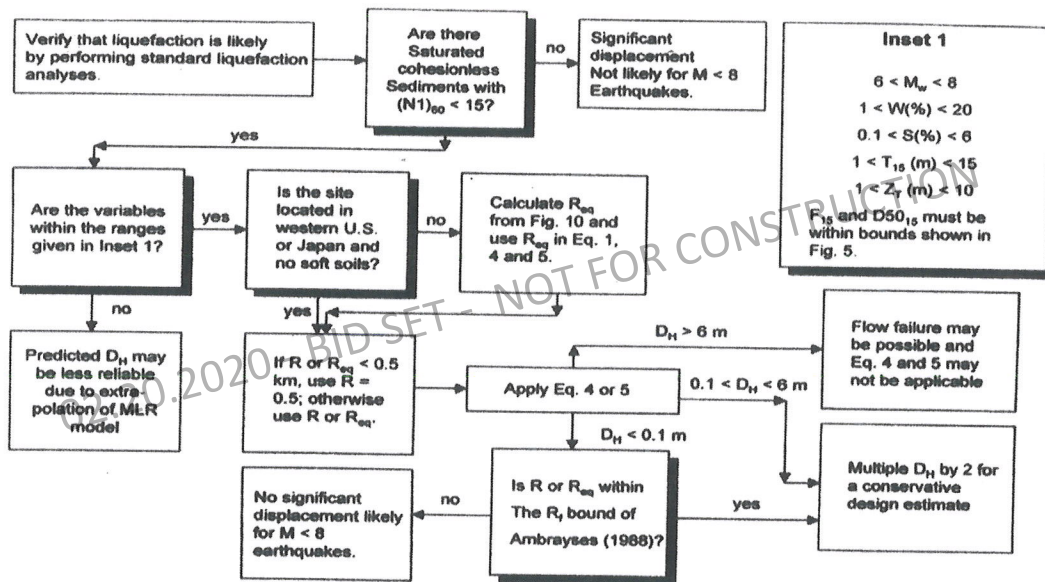 Verify that liquefaction is likely
by performing standard liquefaction
analyses.
Are there
Saturated
cohesionless
Sediments with
(N1)60 < 15?
no
Significant
displacement
Not likely for M < 8
Earthquakes.
Inset 1
6 < Mw < 8
1 < W(%) < 20
0.1 < S(%) < 6
1 < T15 (m) < 15
1 < ZT (m) < 10
F15 and D5015 must be
within bounds shown in
Fig. 5.
yes
Are the variables
within the ranges
given in Inset 1?
yes
Is the site
located in
western U.S.
or Japan and
no soft soils?
no
Calculate Req
from Fig. 10 and
use Req in Eq. 1,
4 and 5.
no
yes
Predicted DH may
be less reliable
due to extra-
polation of MLR
model
If R or Req < 0.5
km, use R =
0.5; otherwise
use R or Req.
Apply Eq. 4 or 5
DH > 6 m
Flow failure may
be possible and
Eq. 4 and 5 may
not be applicable
0.1 < DH < 6 m
DH < 0.1 m
Is R or Req within
The Rf bound of
Ambrayses (1988)?
no
No significant
displacement likely
for M < 8
earthquakes.
yes
Multiple DH by 2 for
a conservative
design estimate
02.20.2020 BID SET - NOT FOR CONSTRUCTION